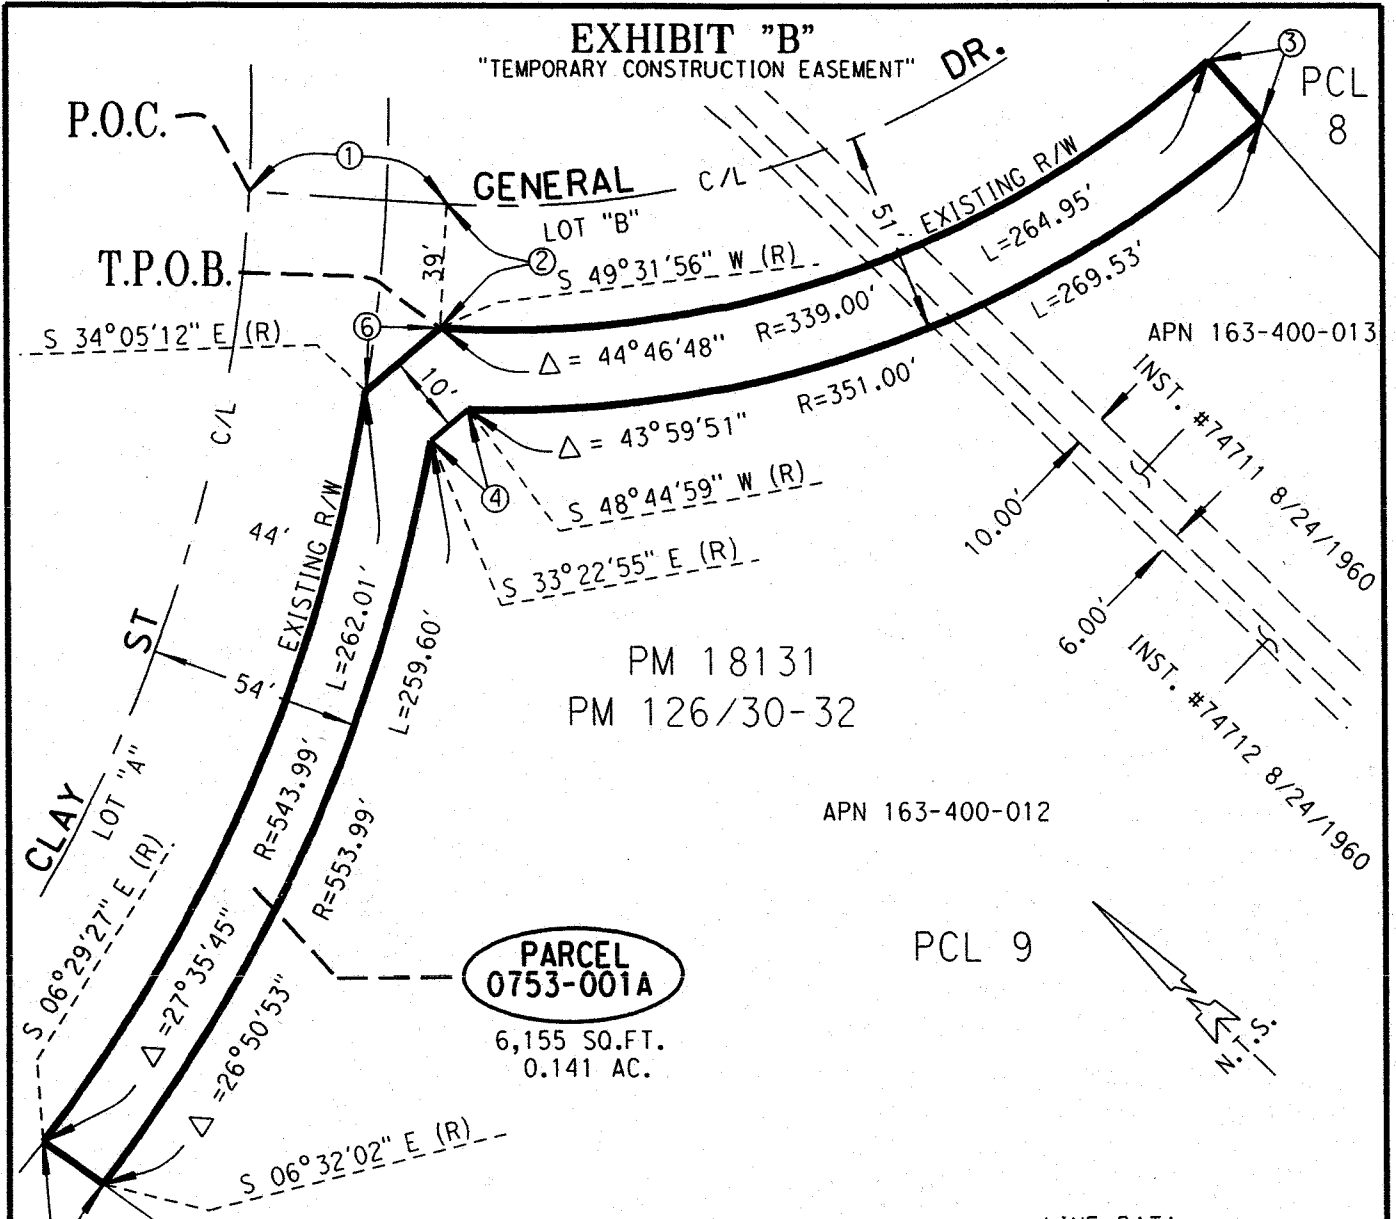 EXHIBIT "B"
"TEMPORARY CONSTRUCTION EASEMENT"
P.O.C.
1
GENERAL
C/L
DR.
3
PCL
8
LOT "B"
39'
2
T.P.O.B.
S 49°31'56" W (R)
51'
EXISTING R/W
L=264.95'
L=269.53'
S 34°05'12" E (R)
6
Δ = 44°46'48"
R=339.00'
APN 163-400-013
10'
Δ = 43°59'51"
R=351.00'
INST. #74711 8/24/1960
C/L
4
S 48°44'59" W (R)
S 33°22'55" E (R)
10.00'
44'
EXISTING R/W
L=262.01'
L=259.60'
6.00'
INST. #74712 8/24/1960
ST
54'
PM 18131
PM 126/30-32
CLAY
LOT "A"
R=543.99'
R=553.99'
APN 163-400-012
S 06°29'27" E (R)
Δ =27°35'45"
Δ =26°50'53"
PARCEL
0753-001A
6,155 SQ.FT.
0.141 AC.
PCL 9
N.T.S.
S 06°32'02" E (R)
LINE DATA